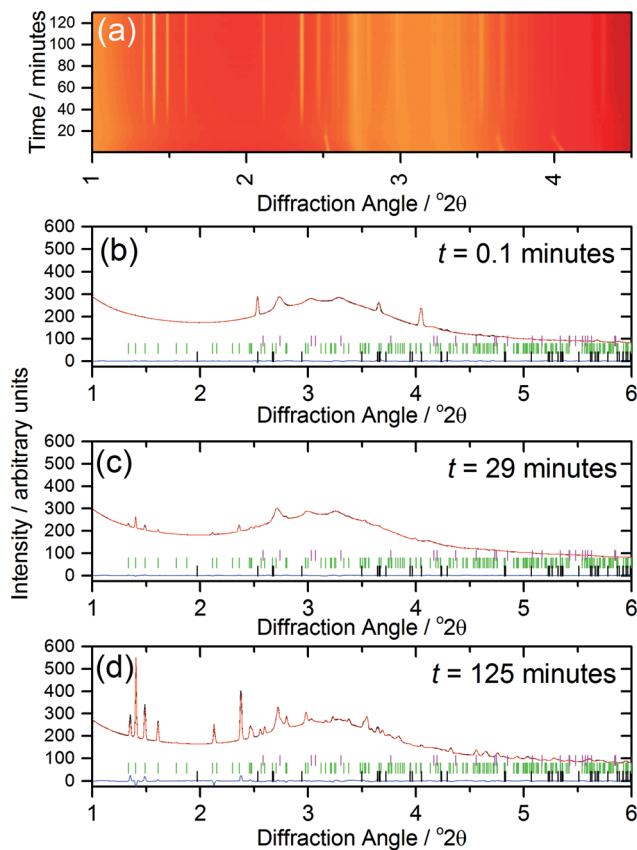 (a)
Time / minutes
120
100
80
60
40
20
1 2 3 4
Diffraction Angle / °2θ
Intensity / arbitrary units
(b)
t = 0.1 minutes
600
500
400
300
200
100
0
1 2 3 4 5 6
Diffraction Angle / °2θ
(c)
t = 29 minutes
600
500
400
300
200
100
0
1 2 3 4 5 6
Diffraction Angle / °2θ
(d)
t = 125 minutes
600
500
400
300
200
100
0
1 2 3 4 5 6
Diffraction Angle / °2θ